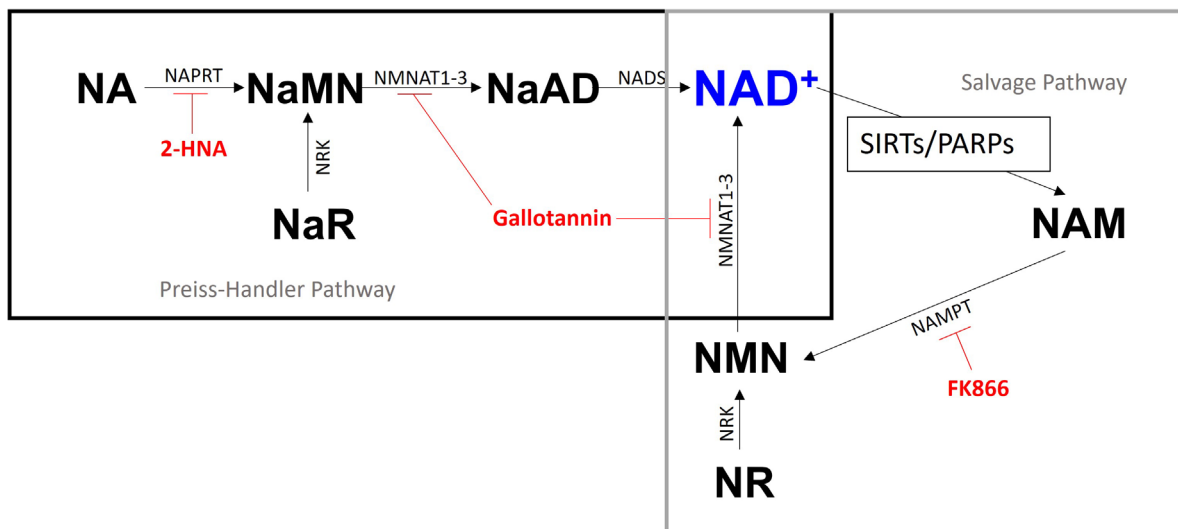 NA
NAPRT
NaMN
NMNAT1-3
NaAD
NADS
NAD+
Salvage Pathway
2-HNA
SIRTs/PARPs
NRK
NaR
Gallotannin
NMNAT1-3
NAM
Preiss-Handler Pathway
NAMPT
NMN
FK866
NRK
NR